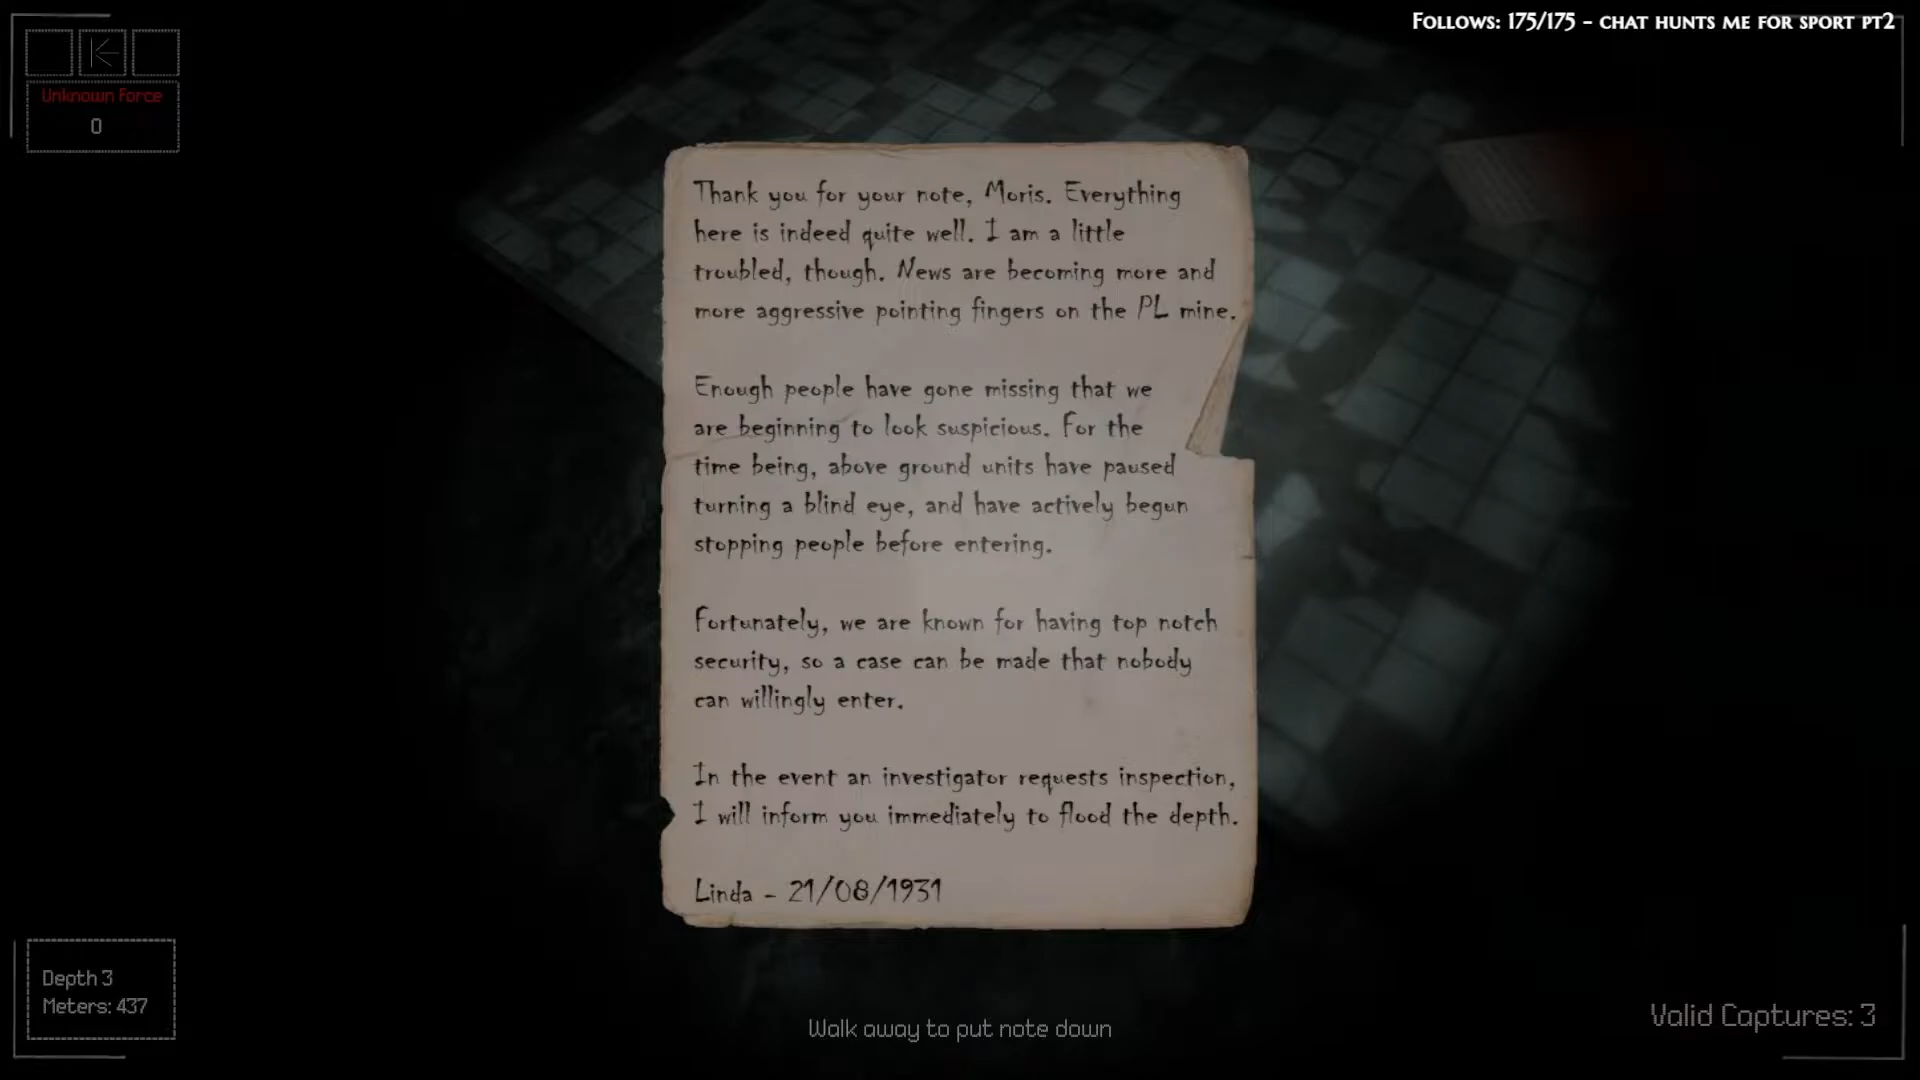 FOLLOWS: 175/175 - CHAT HUNTS ME FOR SPORT PT2
Unknown Force
0
Thank you for your note, Moris. Everything
here is indeed quite well. I am a little
troubled, though. News are becoming more and
more aggressive pointing fingers on the PL mine.
Enough people have gone missing that we
are beginning to look suspicious. For the
time being, above ground units have paused
turning a blind eye, and have actively begun
stopping people before entering.
Fortunately, we are known for having top notch
security, so a case can be made that nobody
can willingly enter.
In the event an investigator requests inspection,
I will inform you immediately to flood the depth.
Linda - 21/08/1931
Depth 3
Meters: 437
Walk away to put note down
Valid Captures: 3